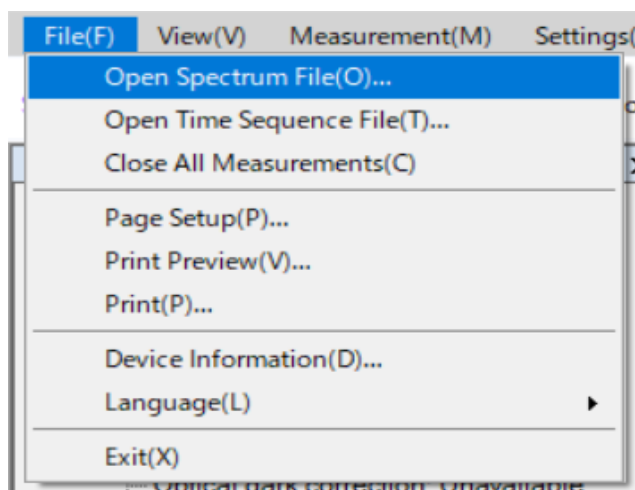 File(F) View(V) Measurement(M) Settings(
Open Spectrum File(O)...
Open Time Sequence File(T)...
Close All Measurements(C)
Page Setup(P)...
Print Preview(V)...
Print(P)...
Device Information(D)...
Language(L)
Exit(X)
Optical dark correction Unavailable